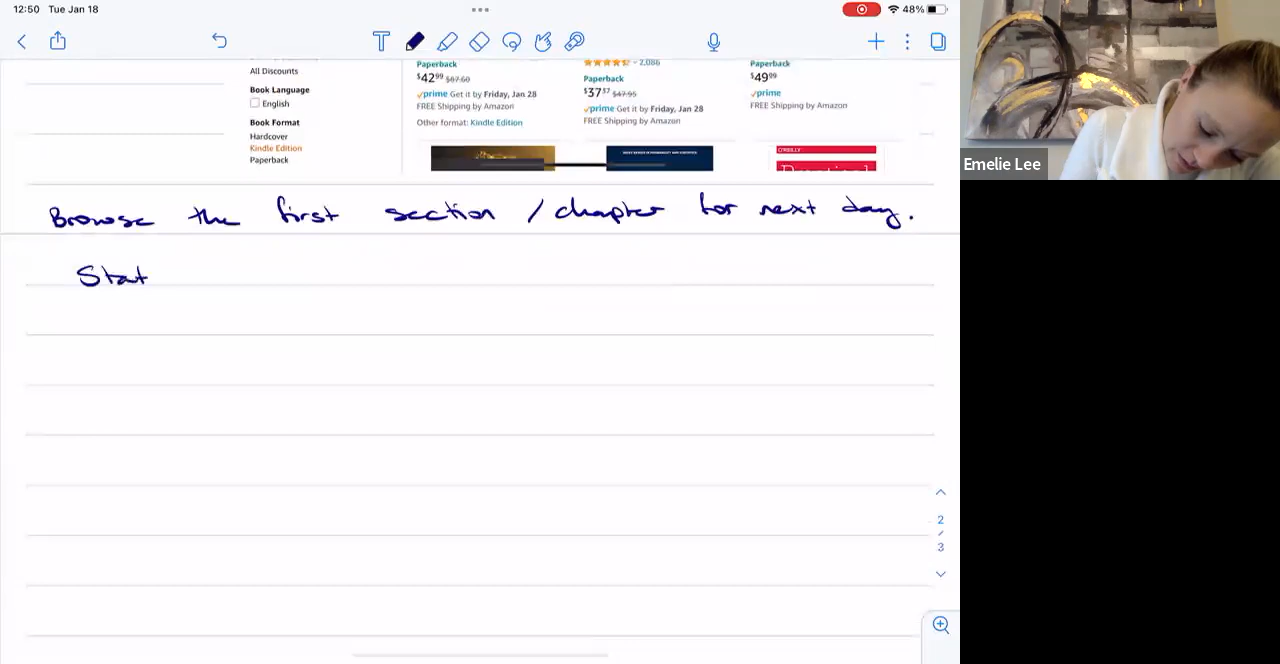 12:50 Tue Jan 18
48%
All Discounts
Book Language
English
Book Format
Hardcover
Kindle Edition
Paperback
Paperback
$42.99 $67.60
prime Get it by Friday, Jan 28
FREE Shipping by Amazon
Other format: Kindle Edition
2,086
Paperback
$37.57 $47.95
prime Get it by Friday, Jan 28
FREE Shipping by Amazon
Paperback
$49.99
prime
FREE Shipping by Amazon
O'REILLY
Browse the first section / chapter for next day.
Stat
2
/
3
Emelie Lee